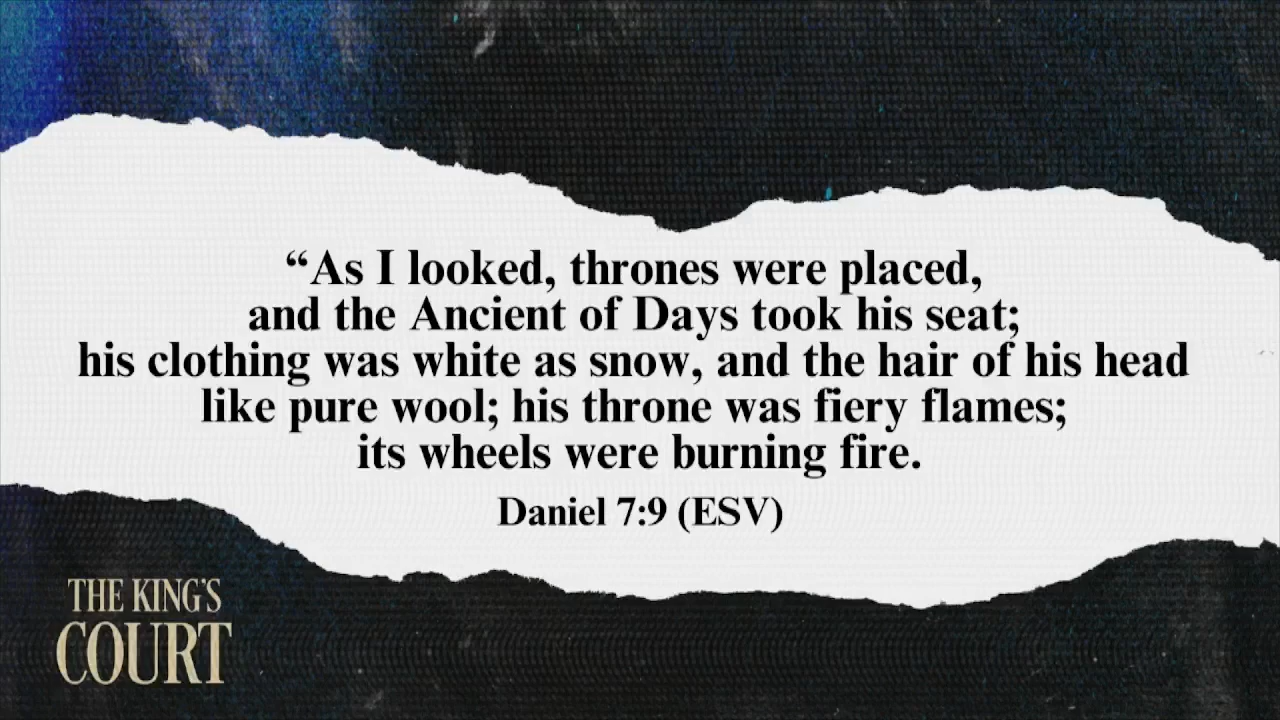 “As I looked, thrones were placed,
and the Ancient of Days took his seat;
his clothing was white as snow, and the hair of his head
like pure wool; his throne was fiery flames;
its wheels were burning fire.
Daniel 7:9 (ESV)
THE KING'S
COURT